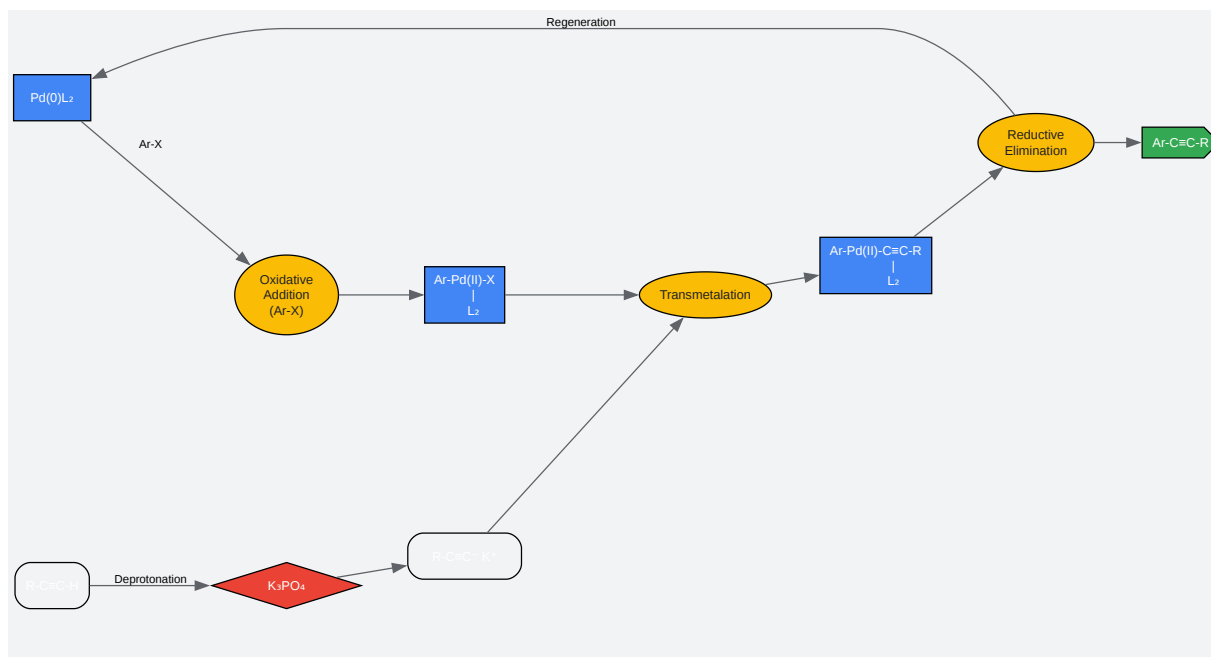 Regeneration
Pd(0)L₂
Ar-X
Reductive
Elimination
Ar-C≡C-R
Oxidative
Addition
(Ar-X)
Ar-Pd(II)-X
|
L₂
Transmetalation
Ar-Pd(II)-C≡C-R
|
L₂
R-C≡C-H
Deprotonation
K₃PO₄
R-C≡C⁻K⁺